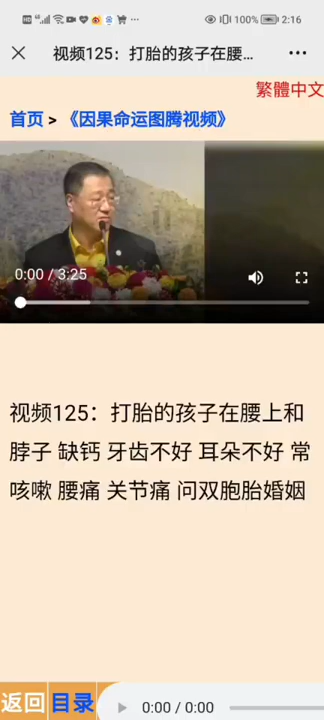 100% 2:16
视频125：打胎的孩子在腰...
繁體中文
首页 > 《因果命运图腾视频》
0:00 / 3:25
视频125：打胎的孩子在腰上和
脖子 缺钙 牙齿不好 耳朵不好 常
咳嗽 腰痛 关节痛 问双胞胎婚姻
返回 目录 0:00 / 0:00